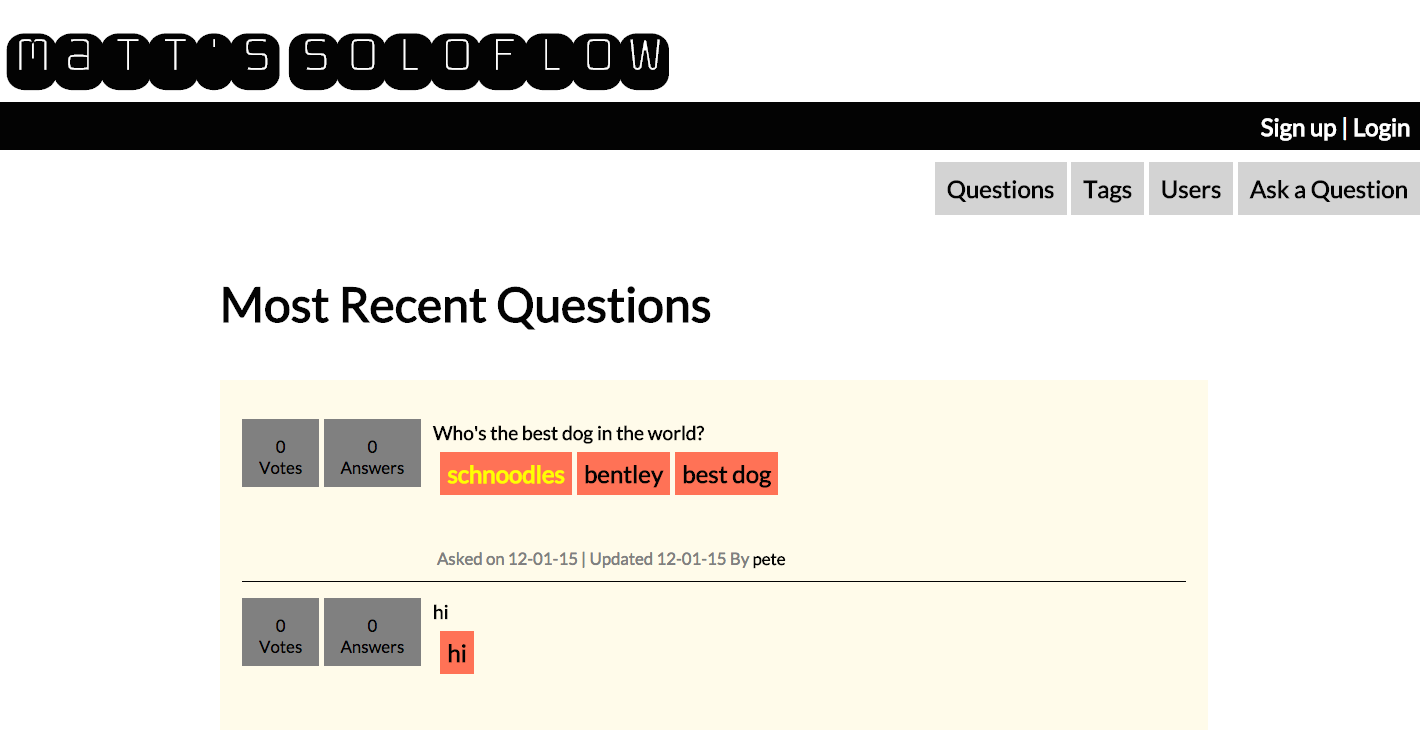 MaTT'S SOLOFLOW
Sign up | Login
Questions Tags Users Ask a Question
Most Recent Questions
0 Votes
0 Answers
Who's the best dog in the world?
schnoodles bentley best dog
Asked on 12-01-15 | Updated 12-01-15 By pete
0 Votes
0 Answers
hi
hi